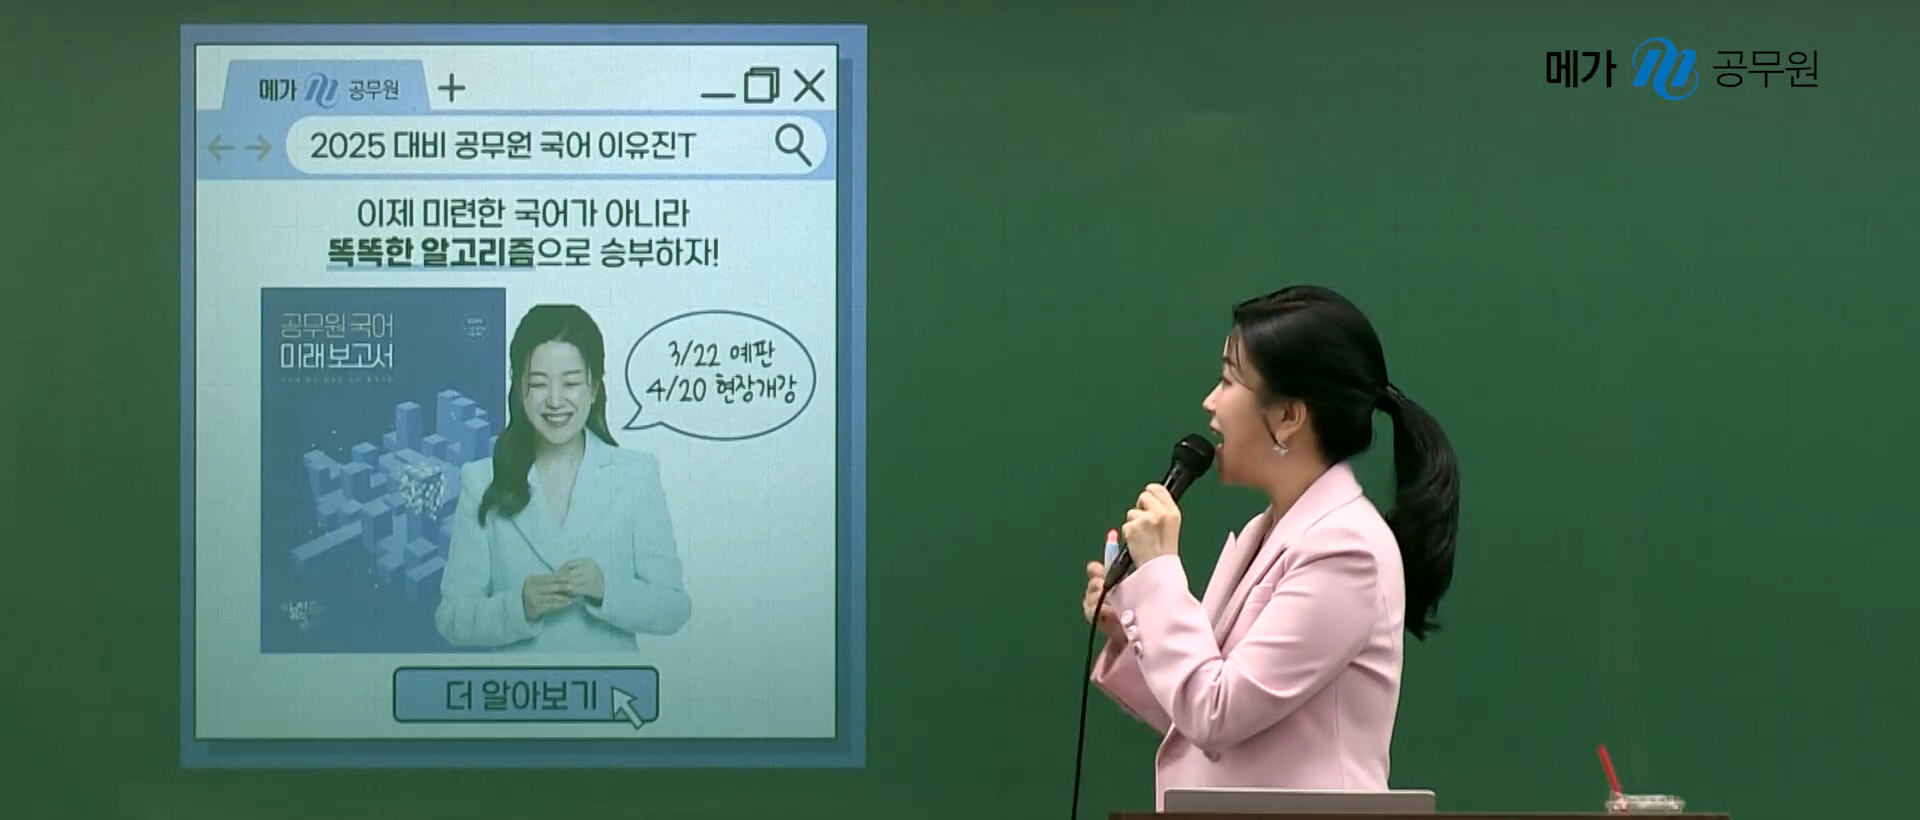 메가 공무원
메가 공무원
2025 대비 공무원 국어 이유진T
이제 미련한 국어가 아니라
똑똑한 알고리즘으로 승부하자!
공무원 국어
미래 보고서
3/22 예판
4/20 현장개강
더 알아보기